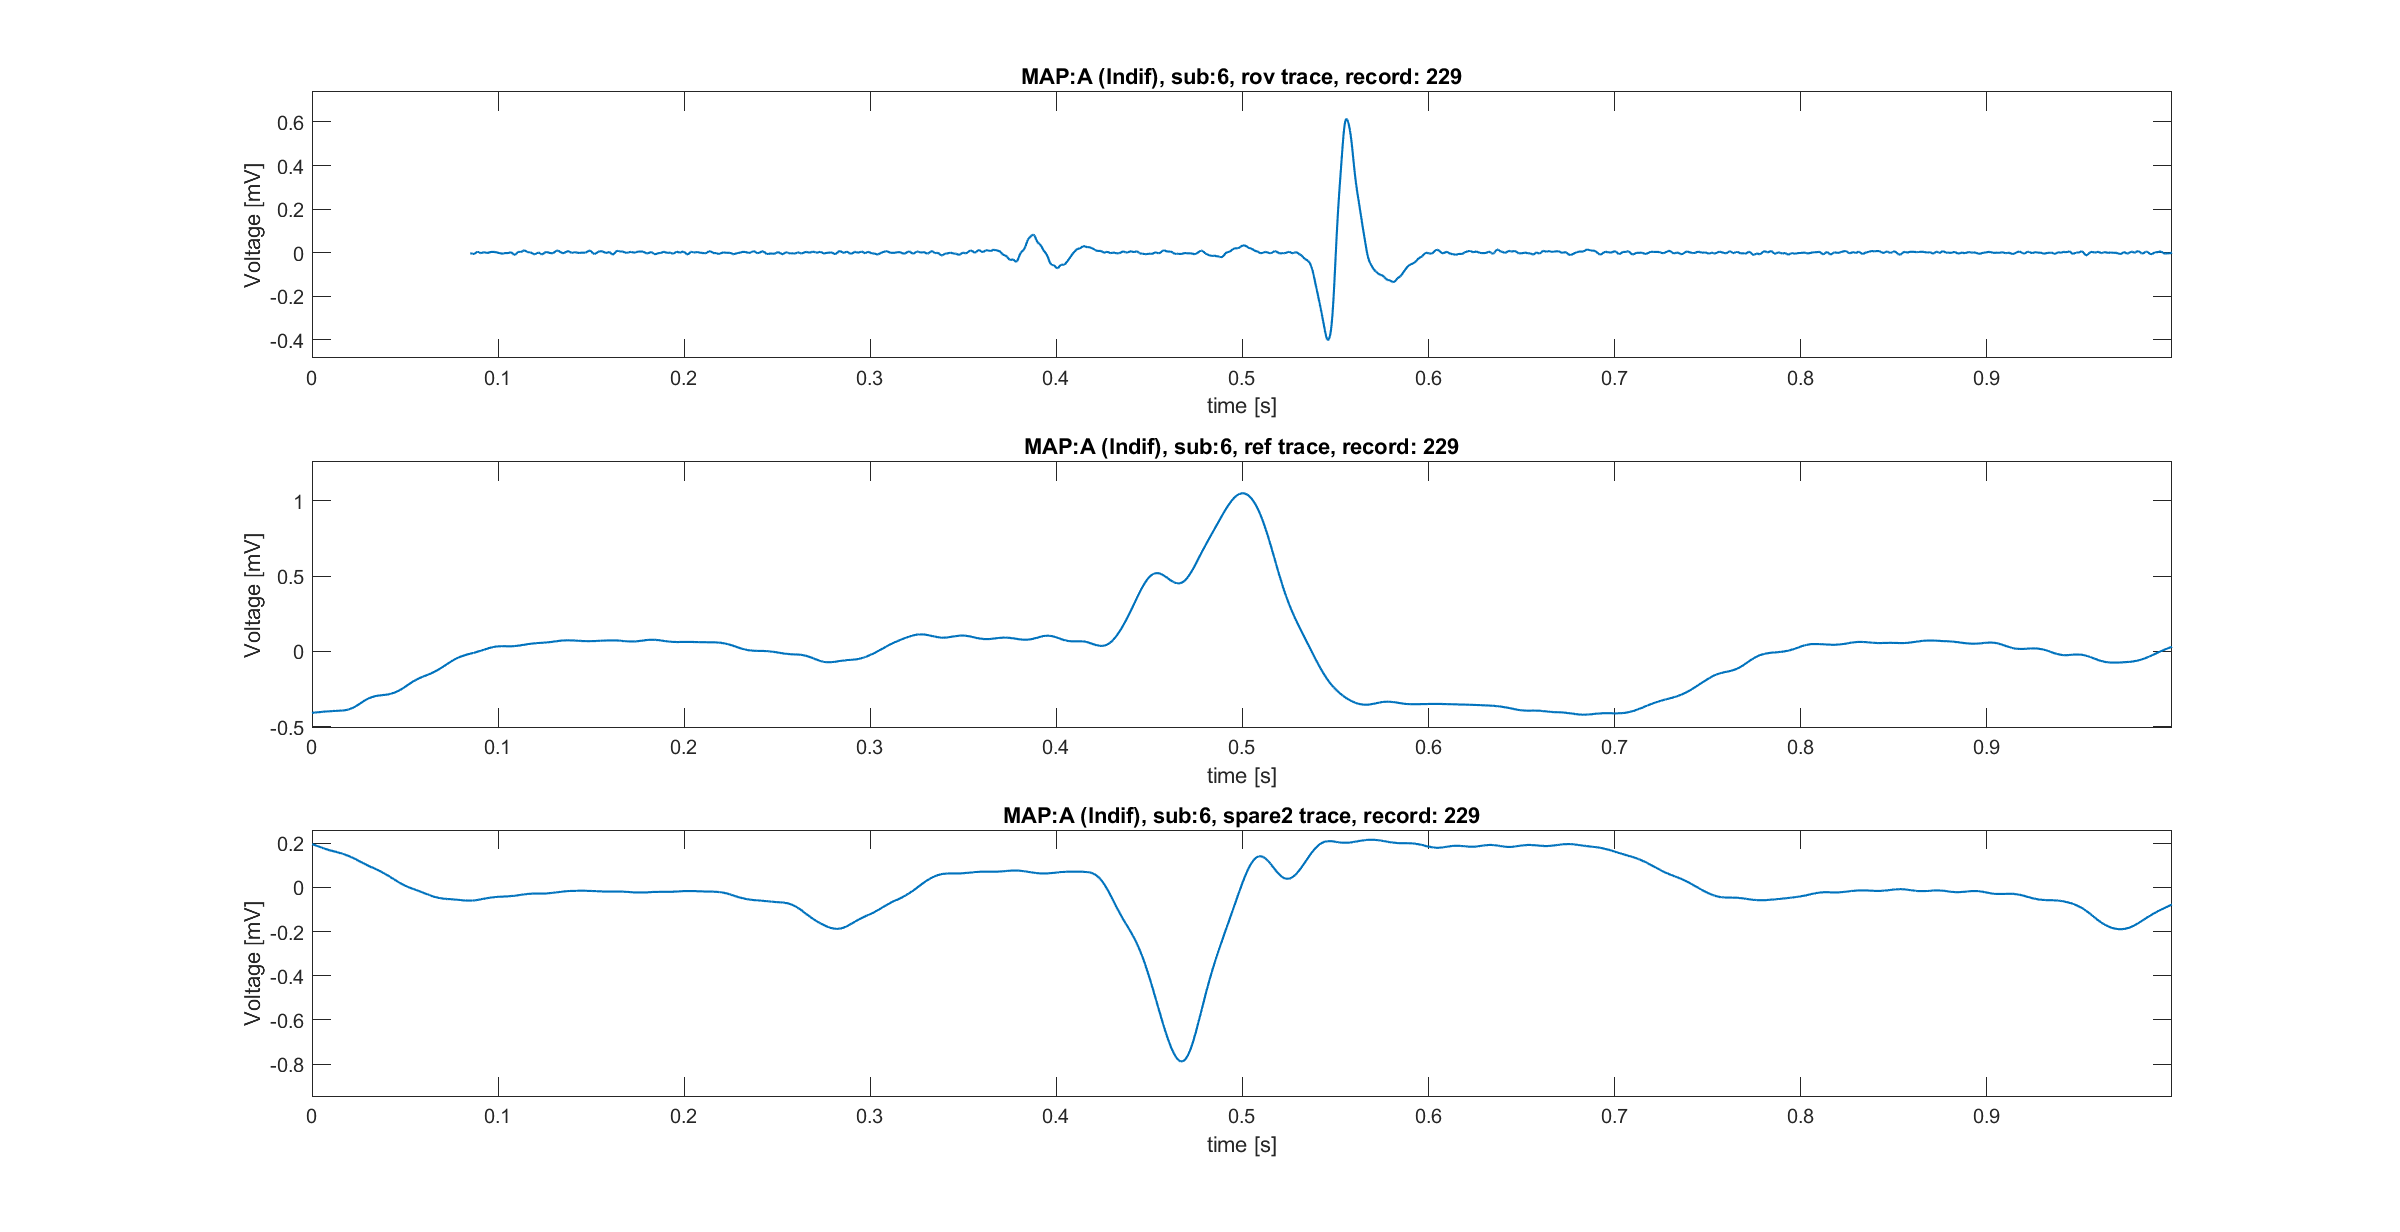 MAP:A (Indif), sub:6, rov trace, record: 229
0.6
0.4
0.2
0
-0.2
-0.4
Voltage [mV]
0 0.1 0.2 0.3 0.4 0.5 0.6 0.7 0.8 0.9
time [s]
MAP:A (Indif), sub:6, ref trace, record: 229
1
0.5
0
-0.5
Voltage [mV]
0 0.1 0.2 0.3 0.4 0.5 0.6 0.7 0.8 0.9
time [s]
MAP:A (Indif), sub:6, spare2 trace, record: 229
0.2
0
-0.2
-0.4
-0.6
-0.8
Voltage [mV]
0 0.1 0.2 0.3 0.4 0.5 0.6 0.7 0.8 0.9
time [s]